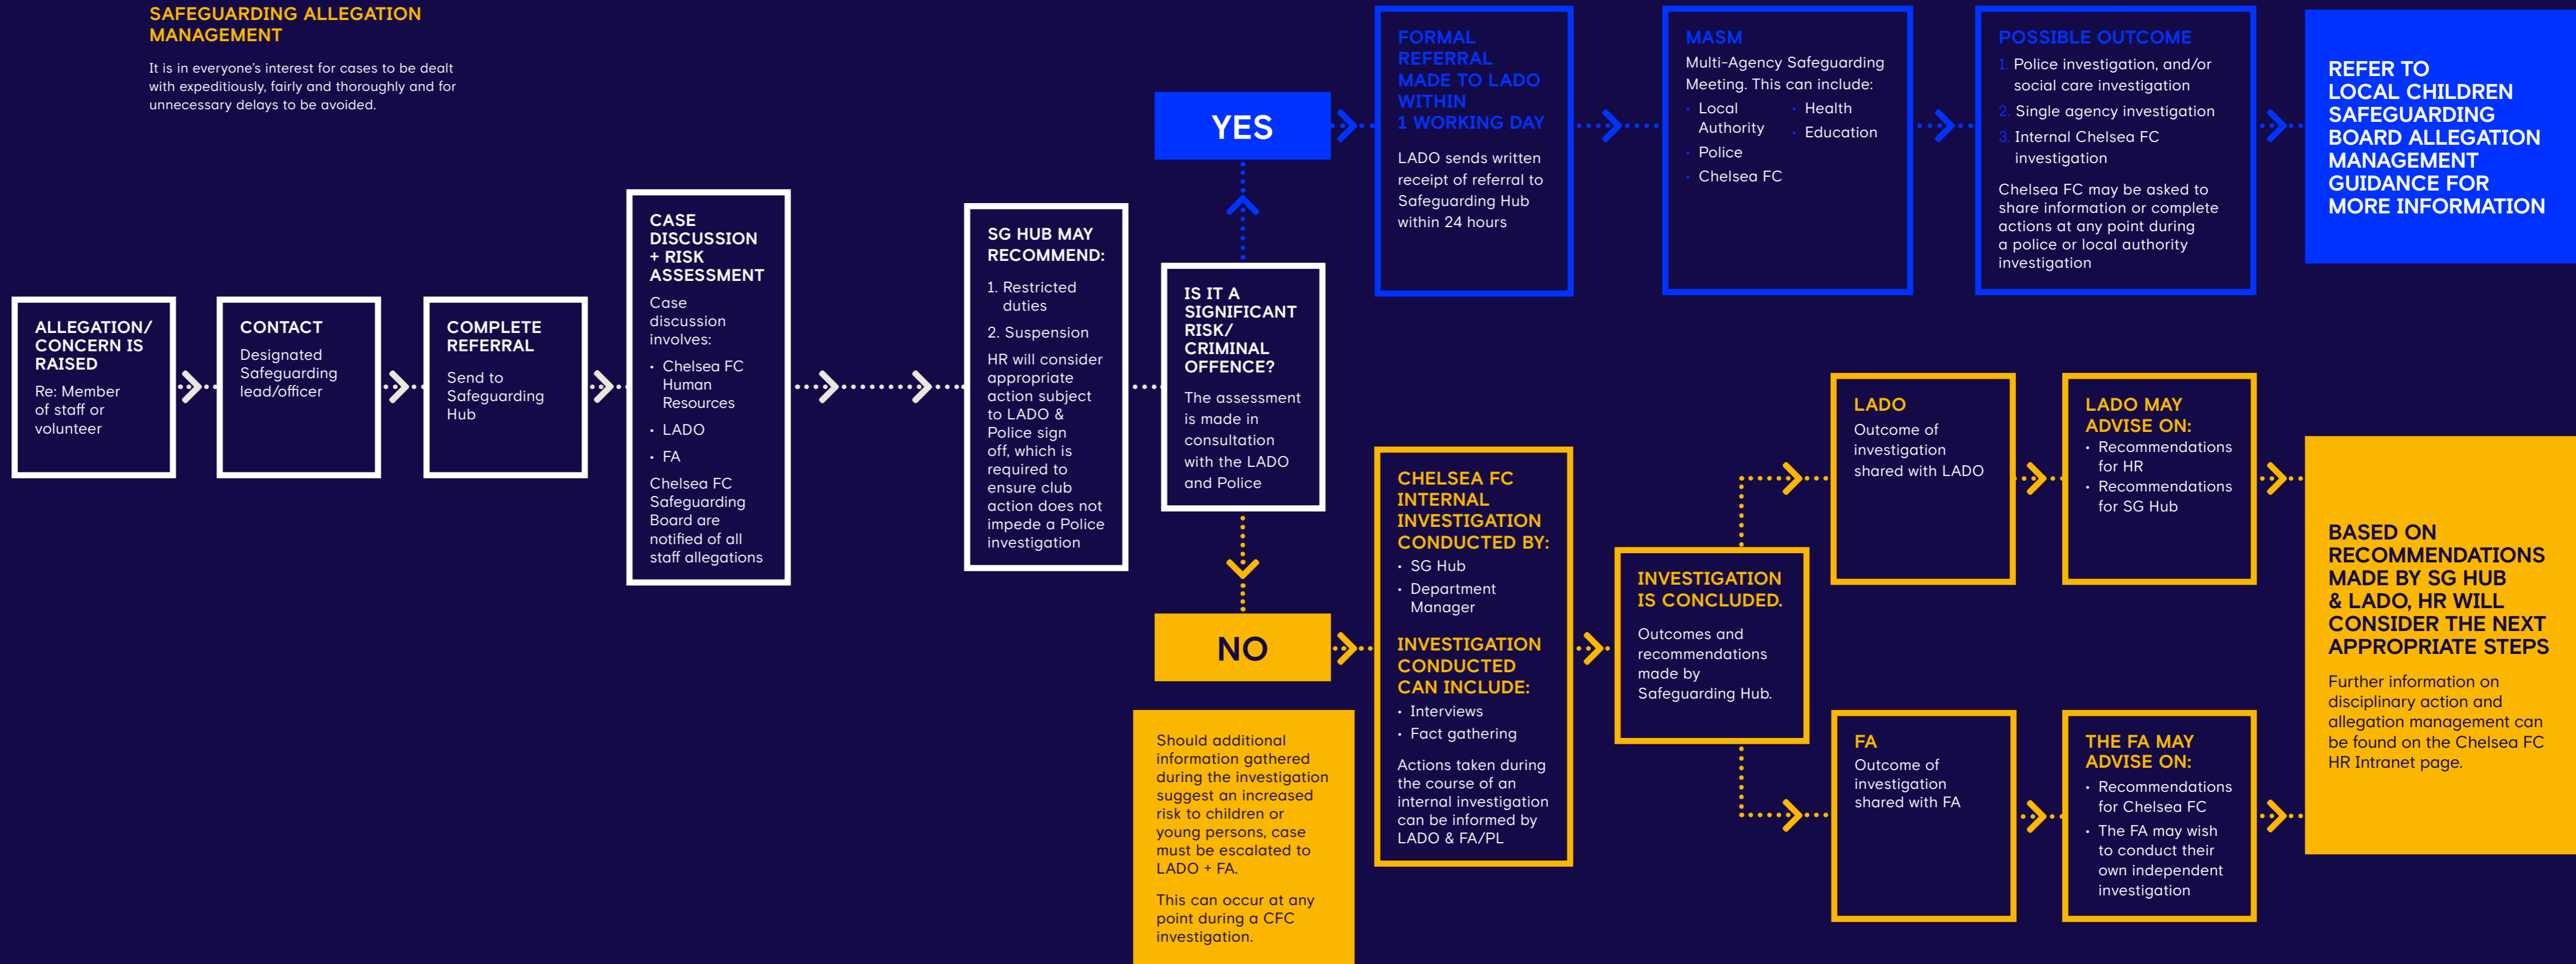 SAFEGUARDING ALLEGATION
MANAGEMENT
It is in everyone's interest for cases to be dealt
with expeditiously, fairly and thoroughly and for
unnecessary delays to be avoided.
ALLEGATION/
CONCERN IS
RAISED
Re: Member
of staff or
volunteer
CONTACT
Designated
Safeguarding
lead/officer
COMPLETE
REFERRAL
Send to
Safeguarding
Hub
CASE
DISCUSSION
+ RISK
ASSESSMENT
Case
discussion
involves:
• Chelsea FC
Human
Resources
• LADO
• FA
Chelsea FC
Safeguarding
Board are
notified of all
staff allegations
SG HUB MAY
RECOMMEND:
1. Restricted
duties
2. Suspension
HR will consider
appropriate
action subject
to LADO &
Police sign
off, which is
required to
ensure club
action does not
impede a Police
investigation
IS IT A
SIGNIFICANT
RISK/
CRIMINAL
OFFENCE?
The assessment
is made in
consultation
with the LADO
and Police
YES
FORMAL
REFERRAL
MADE TO LADO
WITHIN
1 WORKING DAY
LADO sends written
receipt of referral to
Safeguarding Hub
within 24 hours
MASM
Multi-Agency Safeguarding
Meeting. This can include:
• Local
Authority
• Police
• Chelsea FC
• Health
• Education
POSSIBLE OUTCOME
1. Police investigation, and/or
social care investigation
2. Single agency investigation
3. Internal Chelsea FC
investigation
Chelsea FC may be asked to
share information or complete
actions at any point during
a police or local authority
investigation
REFER TO
LOCAL CHILDREN
SAFEGUARDING
BOARD ALLEGATION
MANAGEMENT
GUIDANCE FOR
MORE INFORMATION
NO
Should additional
information gathered
during the investigation
suggest an increased
risk to children or
young persons, case
must be escalated to
LADO + FA.
This can occur at any
point during a CFC
investigation.
CHELSEA FC
INTERNAL
INVESTIGATION
CONDUCTED BY:
• SG Hub
• Department
Manager
INVESTIGATION
CONDUCTED
CAN INCLUDE:
• Interviews
• Fact gathering
Actions taken during
the course of an
internal investigation
can be informed by
LADO & FA/PL
INVESTIGATION
IS CONCLUDED.
Outcomes and
recommendations
made by
Safeguarding Hub.
LADO
Outcome of
investigation
shared with LADO
LADO MAY
ADVISE ON:
• Recommendations
for HR
• Recommendations
for SG Hub
FA
Outcome of
investigation
shared with FA
THE FA MAY
ADVISE ON:
• Recommendations
for Chelsea FC
• The FA may wish
to conduct their
own independent
investigation
BASED ON
RECOMMENDATIONS
MADE BY SG HUB
& LADO, HR WILL
CONSIDER THE NEXT
APPROPRIATE STEPS
Further information on
disciplinary action and
allegation management can
be found on the Chelsea FC
HR Intranet page.